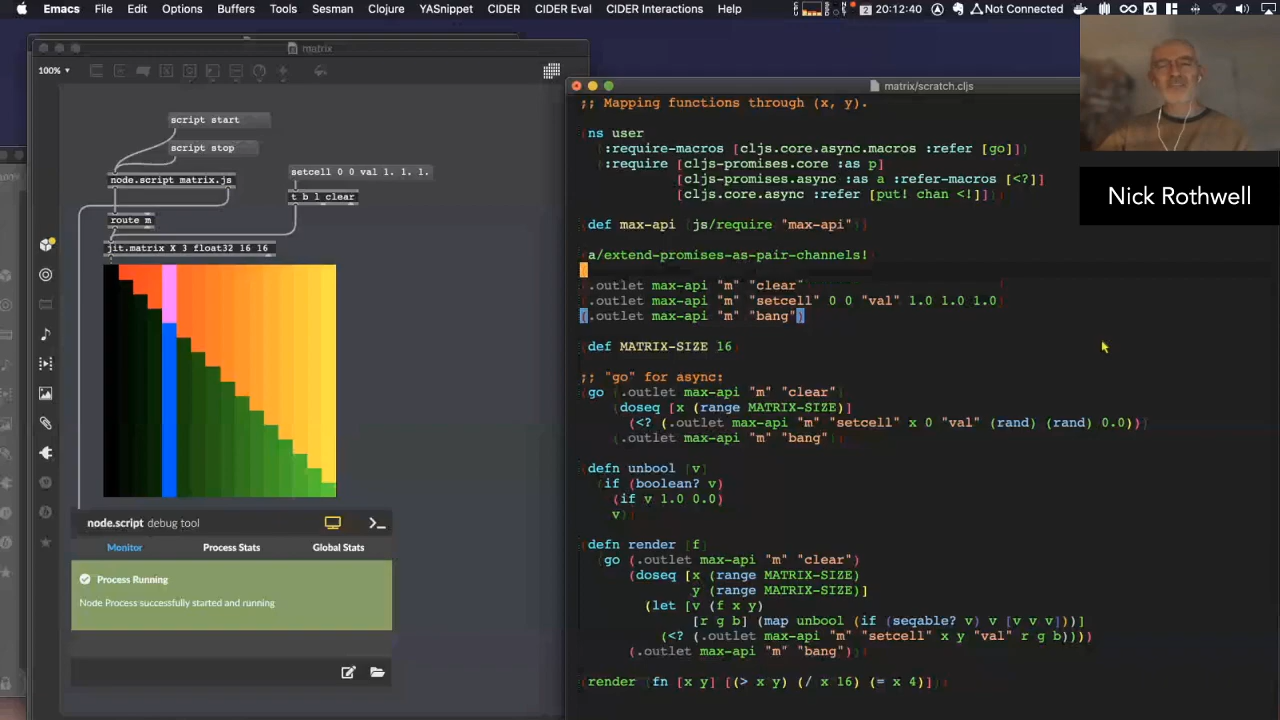 Emacs File Edit Options Buffers Tools Sesman Clojure YASnippet CIDER CIDER Eval CIDER Interactions Help 2 20:12:40 Not Connected
matrix
100%
script start
script stop
setcell 0 0 val 1. 1. 1.
node.script matrix.js
t b l clear
route m
jit.matrix X 3 float32 16 16
node.script debug tool
Monitor Process Stats Global Stats
Process Running
Node Process successfully started and running
matrix/scratch.cljs
;; Mapping functions through (x, y).
(ns user
(:require-macros [cljs.core.async.macros :refer [go]])
(:require [cljs-promises.core :as p]
[cljs-promises.async :as a :refer-macros [<?]]
[cljs.core.async :refer [put! chan <!]]))
(def max-api (js/require "max-api"))
(a/extend-promises-as-pair-channels!)
(.outlet max-api "m" "clear")
(.outlet max-api "m" "setcell" 0 0 "val" 1.0 1.0 1.0)
(.outlet max-api "m" "bang")
(def MATRIX-SIZE 16)
;; "go" for async:
(go (.outlet max-api "m" "clear")
(doseq [x (range MATRIX-SIZE)]
(<? (.outlet max-api "m" "setcell" x 0 "val" (rand) (rand) 0.0)))
(.outlet max-api "m" "bang"))
(defn unbool [v]
(if (boolean? v)
(if v 1.0 0.0)
v))
(defn render [f]
(go (.outlet max-api "m" "clear")
(doseq [x (range MATRIX-SIZE)
y (range MATRIX-SIZE)]
(let [v (f x y)
[r g b] (map unbool (if (seqable? v) v [v v v]))]
(<? (.outlet max-api "m" "setcell" x y "val" r g b))))
(.outlet max-api "m" "bang")))
(render (fn [x y] [(> x y) (/ x 16) (= x 4)]))
Nick Rothwell